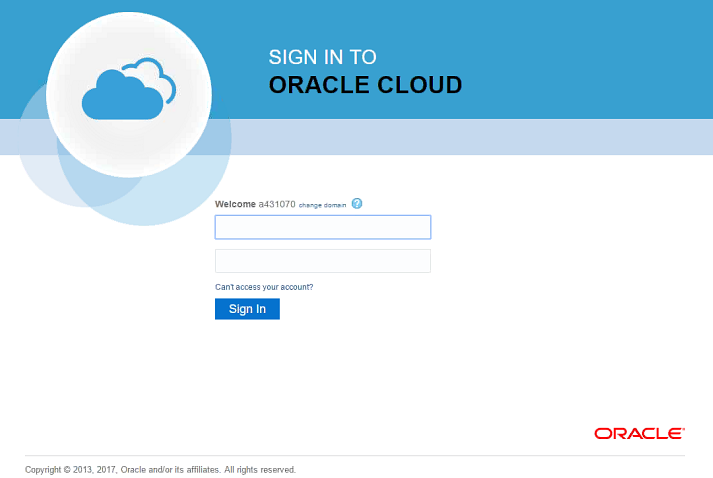 SIGN IN TO
ORACLE CLOUD
Welcome a431070 change domain ?
Can't access your account?
Sign In
ORACLE
Copyright © 2013, 2017, Oracle and/or its affiliates. All rights reserved.